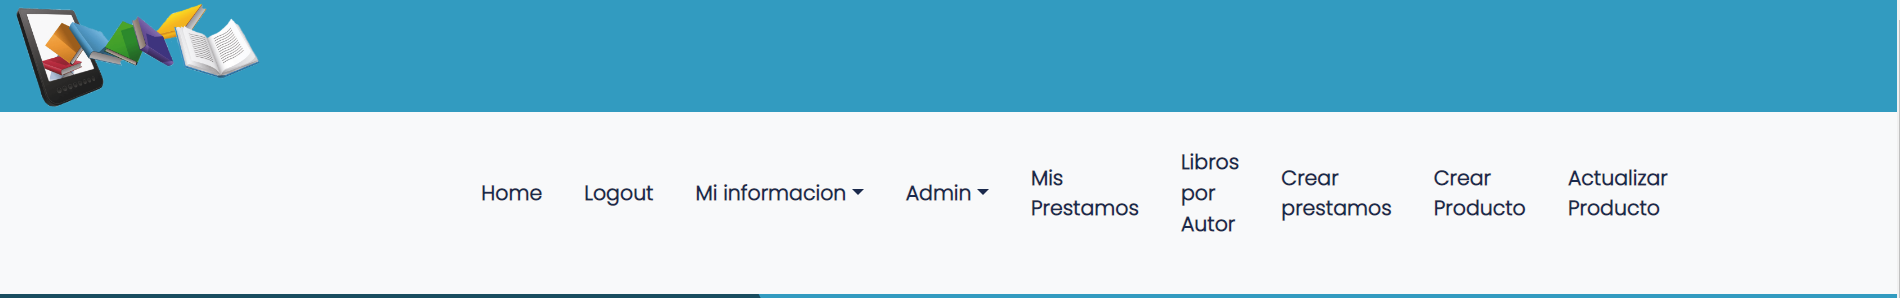 Home
Logout
Mi informacion
Admin
Mis
Prestamos
Libros
por
Autor
Crear
prestamos
Crear
Producto
Actualizar
Producto